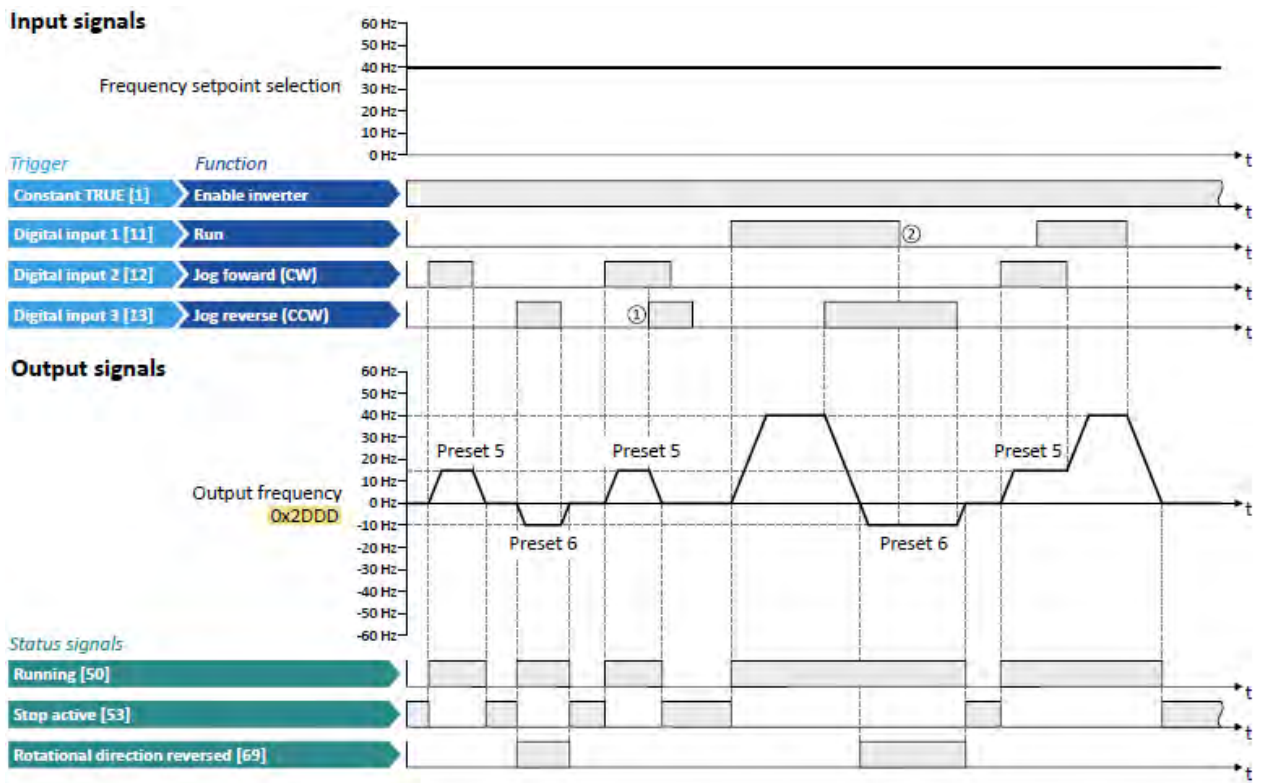 Input signals
60 Hz
50 Hz
40 Hz
Frequency setpoint selection
30 Hz
20 Hz
10 Hz
0 Hz
t
Trigger Function
Constant TRUE [1] Enable inverter
t
Digital input 1 [11] Run ②
t
Digital input 2 [12] Jog foward (CW)
t
Digital input 3 [13] Jog reverse (CCW) ①
t
Output signals
60 Hz
50 Hz
40 Hz
30 Hz
Preset 5 Preset 5 Preset 5
20 Hz
10 Hz
Output frequency
0 Hz
t
0x2DDD
-10 Hz
Preset 6 Preset 6
-20 Hz
-30 Hz
-40 Hz
-50 Hz
-60 Hz
Status signals
Running [50]
t
Stop active [53]
t
Rotational direction reversed [69]
t